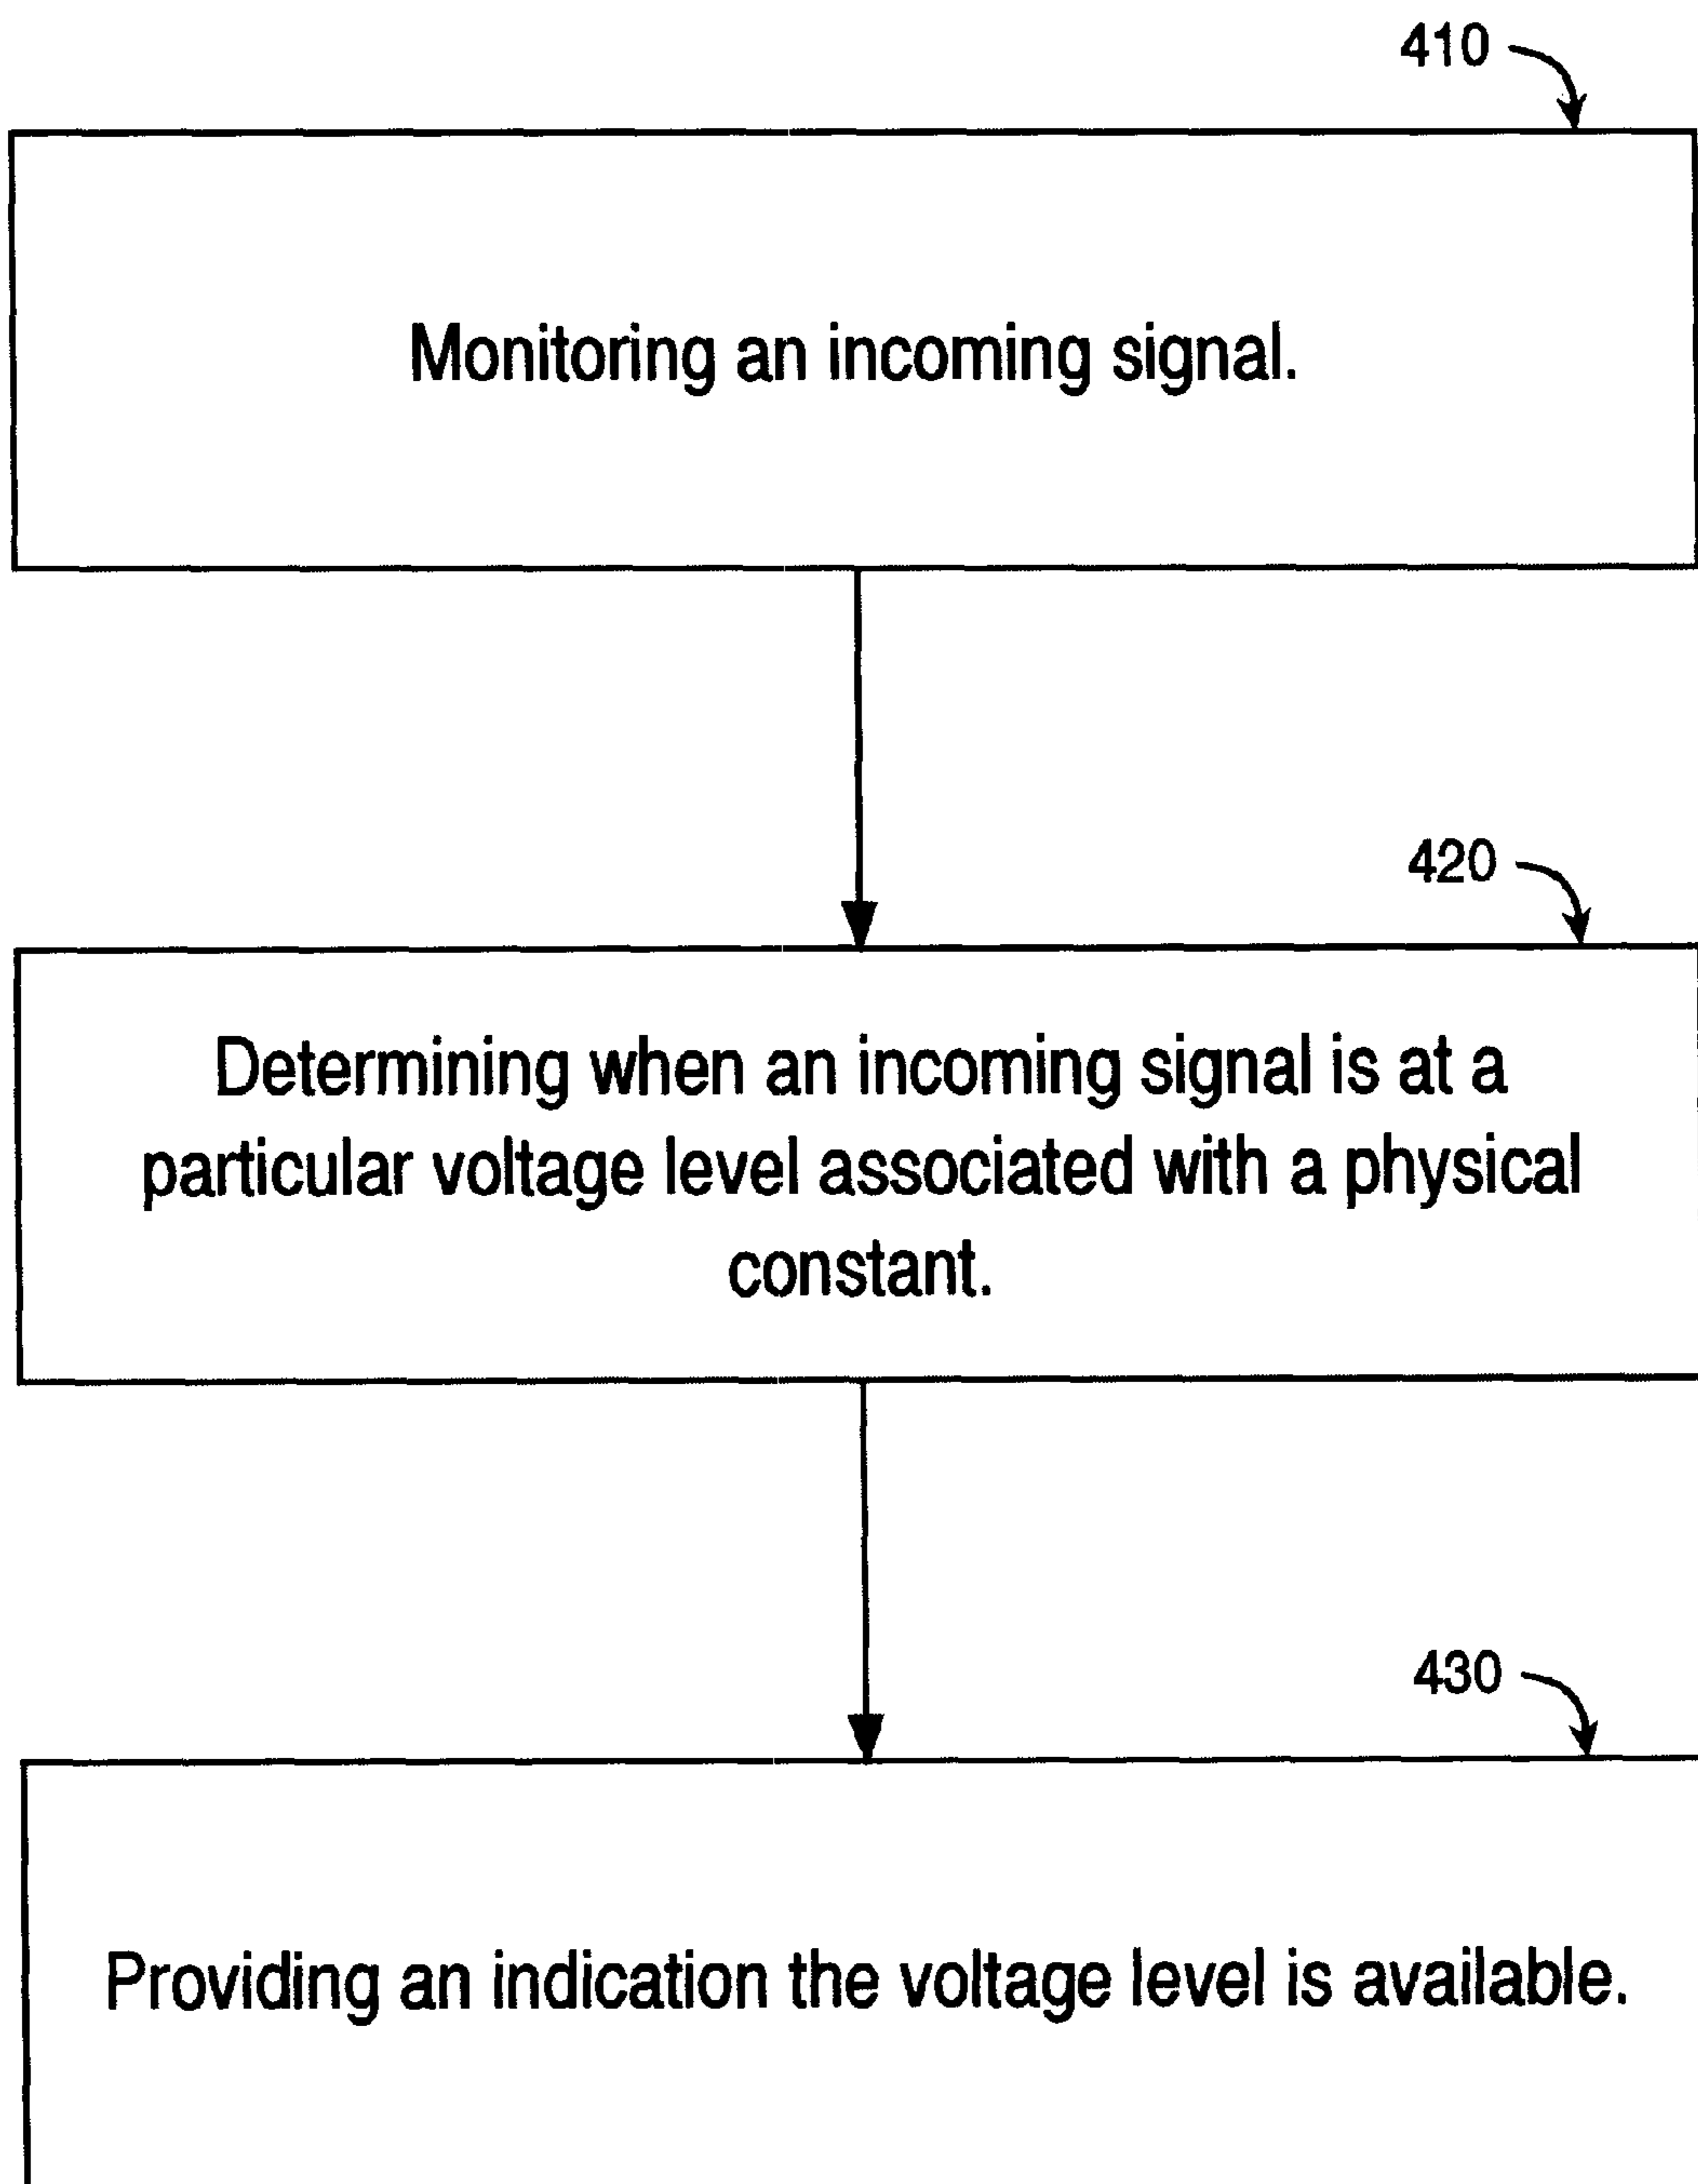 410
Monitoring an incoming signal.
420
Determining when an incoming signal is at a
particular voltage level associated with a physical
constant.
430
Providing an indication the voltage level is available.